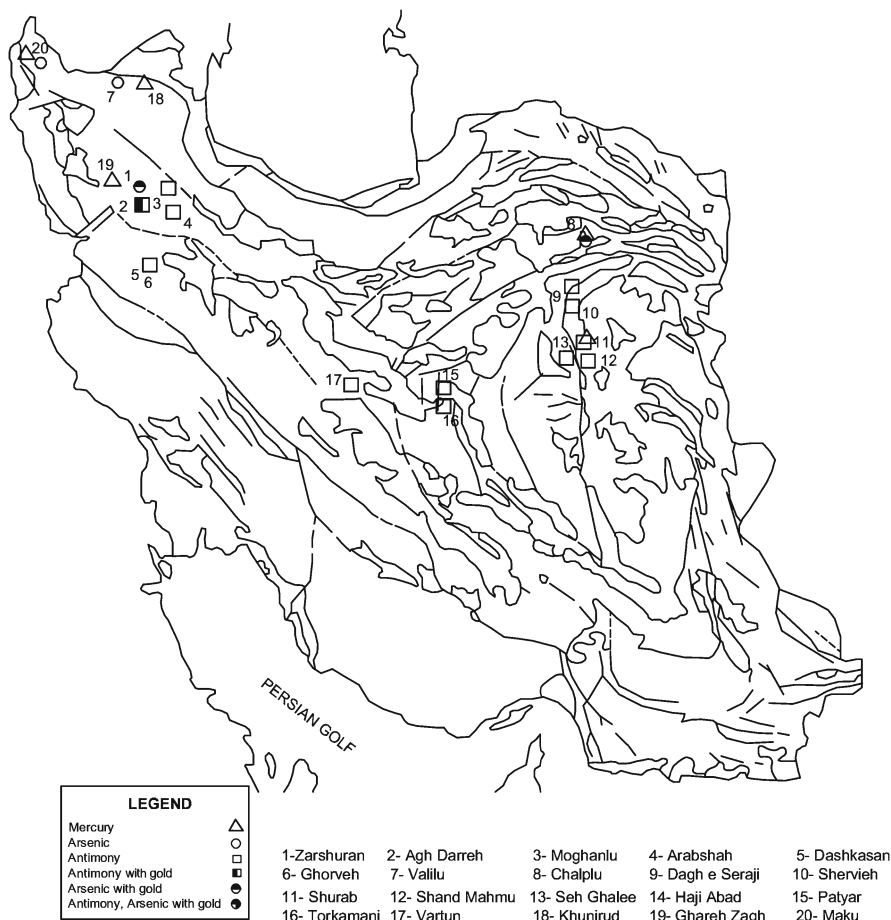 20
7
18
19
1
2
3
4
5
6
8
9
10
13
11
12
17
15
16
PERSIAN GOLF
LEGEND
Mercury
Arsenic
Antimony
Antimony with gold
Arsenic with gold
Antimony, Arsenic with gold
1-Zarshuran 2- Agh Darreh 3- Moghanlu 4- Arabshah 5- Dashkasan
6- Ghorveh 7- Valilu 8- Chalplu 9- Dagh e Seraji 10- Shervieh
11- Shurab 12- Shand Mahmu 13- Seh Ghalee 14- Haji Abad 15- Patyar
16- Torkamani 17- Vartun 18- Khunirud 19- Ghareh Zagh 20- Maku